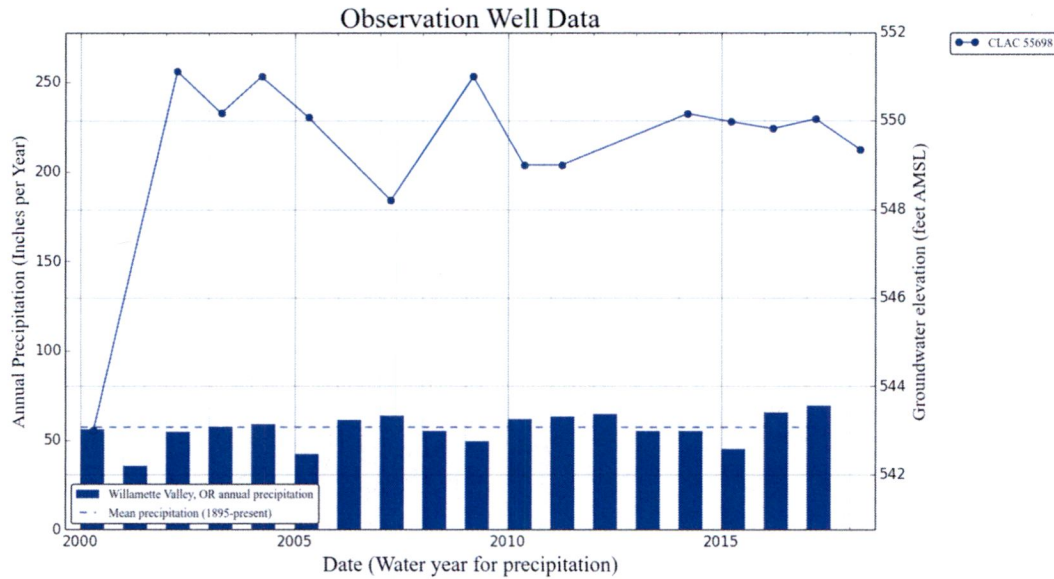 Observation Well Data
CLAC 55698
Annual Precipitation (Inches per Year)
250
200
150
100
50
0
552
550
548
546
544
542
Groundwater elevation (feet AMSL)
Willamette Valley, OR annual precipitation
Mean precipitation (1895-present)
2000
2005
2010
2015
Date (Water year for precipitation)